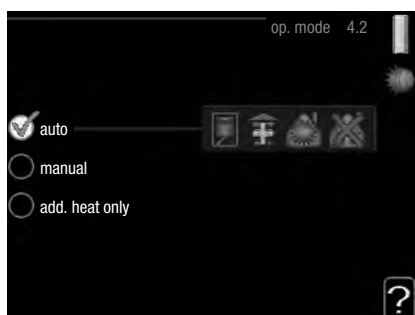 op. mode 4.2
auto
manual
add. heat only
?